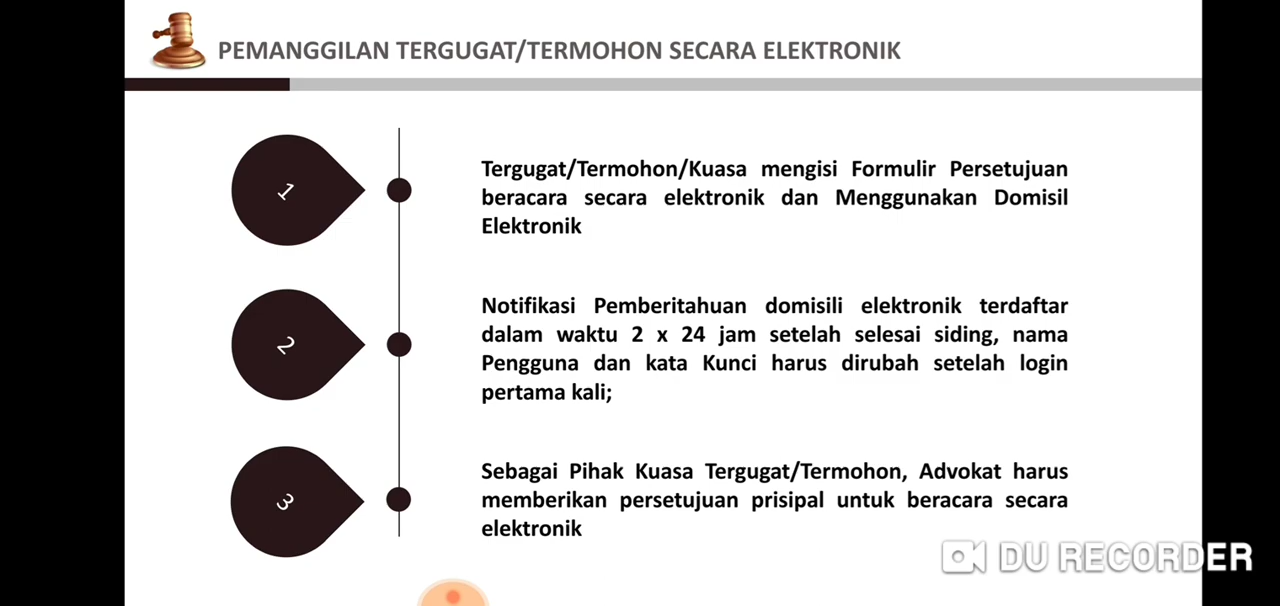 PEMANGGILAN TERGUGAT/TERMOHON SECARA ELEKTRONIK
1
Tergugat/Termohon/Kuasa mengisi Formulir Persetujuan
beracara secara elektronik dan Menggunakan Domisil
Elektronik
2
Notifikasi Pemberitahuan domisili elektronik terdaftar
dalam waktu 2 x 24 jam setelah selesai siding, nama
Pengguna dan kata Kunci harus dirubah setelah login
pertama kali;
3
Sebagai Pihak Kuasa Tergugat/Termohon, Advokat harus
memberikan persetujuan prisipal untuk beracara secara
elektronik
DU RECORDER